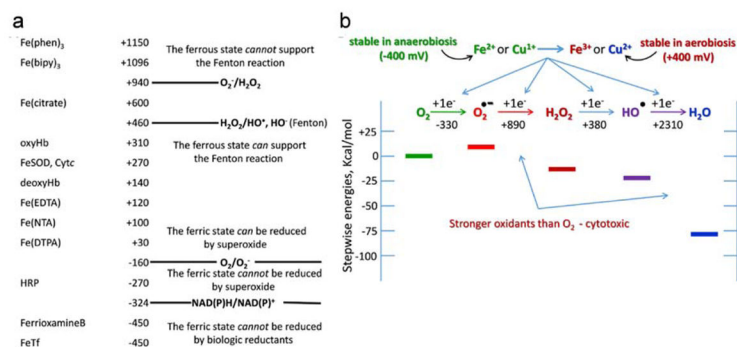 a
Fe(phen)3 +1150
The ferrous state cannot support
the Fenton reaction
Fe(bipy)3 +1096
+940 O2-/H2O2
Fe(citrate) +600
+460 H2O2/HO•, HO- (Fenton)
oxyHb +310
The ferrous state can support
the Fenton reaction
FeSOD, Cytc +270
deoxyHb +140
Fe(EDTA) +120
Fe(NTA) +100
The ferric state can be reduced
by superoxide
Fe(DTPA) +30
-160 O2/O2-
The ferric state cannot be reduced
by superoxide
HRP -270
-324 NAD(P)H/NAD(P)+
FerrioxamineB -450
The ferric state cannot be reduced
by biologic reductants
FeTf -450
b
stable in anaerobiosis
(-400 mV)
Fe2+ or Cu1+ Fe3+ or Cu2+
stable in aerobiosis
(+400 mV)
+1e- +1e- +1e- +1e-
O2 O2•− H2O2 HO• H2O
-330 +890 +380 +2310
Stepwise energies, Kcal/mol
+25
0
-25
-50
-75
-100
Stronger oxidants than O2 - cytotoxic